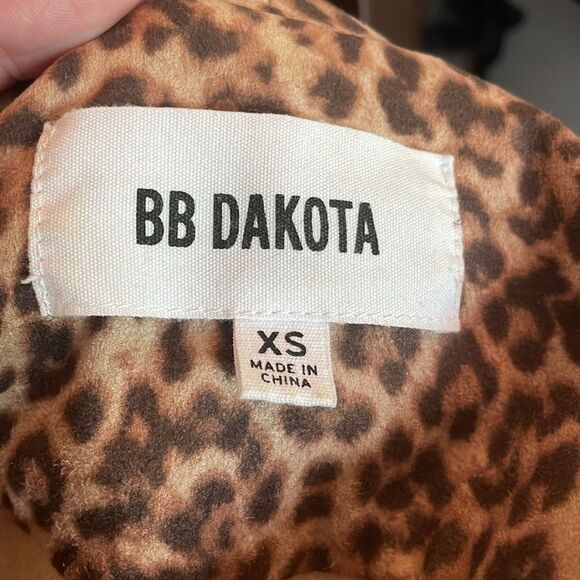 BB DAKOTA
XS
MADE IN
CHINA